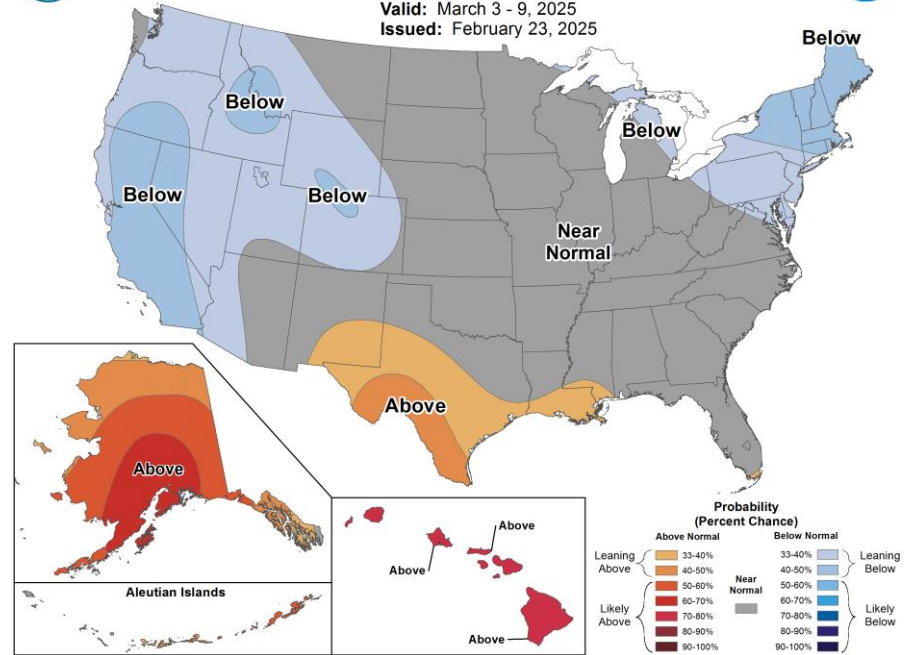 Valid: March 3 - 9, 2025
Issued: February 23, 2025
Below
Below
Below
Below
Below
Near
Normal
Above
Above
Above
Above
Above
Aleutian Islands
Probability
(Percent Chance)
Above Normal
Below Normal
Leaning
Above
33-40%
40-50%
Likely
Above
50-60%
60-70%
70-80%
80-90%
90-100%
Near
Normal
33-40%
40-50%
Leaning
Below
50-60%
60-70%
70-80%
80-90%
90-100%
Likely
Below